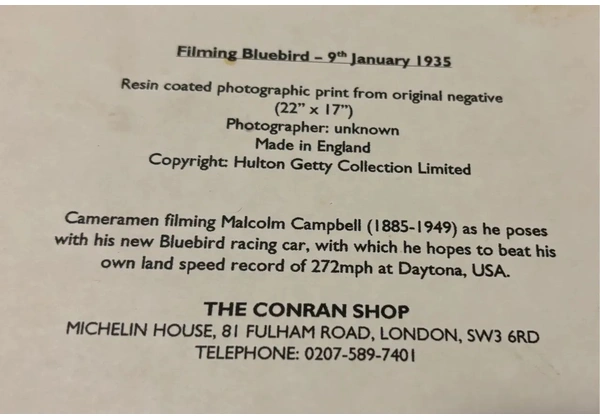 Filming Bluebird – 9th January 1935
Resin coated photographic print from original negative
(22” x 17”)
Photographer: unknown
Made in England
Copyright: Hulton Getty Collection Limited
Cameramen filming Malcolm Campbell (1885-1949) as he poses
with his new Bluebird racing car, with which he hopes to beat his
own land speed record of 272mph at Daytona, USA.
THE CONRAN SHOP
MICHELIN HOUSE, 81 FULHAM ROAD, LONDON, SW3 6RD
TELEPHONE: 0207-589-7401